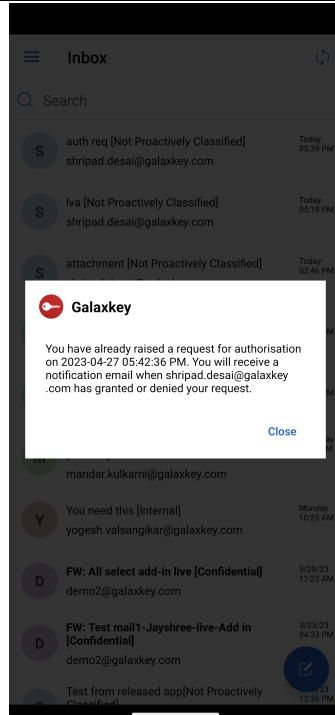 Inbox
Search
auth req [Not Proactively Classified]
Today
05:39 PM
S
shripad.desai@galaxkey.com
lva [Not Proactively Classified]
Today
05:19 PM
S
shripad.desai@galaxkey.com
attachment [Not Proactively Classified]
Today
02:46 PM
S
Galaxkey
You have already raised a request for authorisation
on 2023-04-27 05:42:36 PM. You will receive a
notification email when shripad.desai@galaxkey
.com has granted or denied your request.
Close
mandar.kulkarni@galaxkey.com
You need this [Internal]
Monday
10:25 AM
Y
yogesh.valsangikar@galaxkey.com
FW: All select add-in live [Confidential]
3/29/23
11:23 AM
D
demo2@galaxkey.com
FW: Test mail1-Jayshree-live-Add in
[Confidential]
3/23/23
04:33 PM
D
demo2@galaxkey.com
Test from released app[Not Proactively
12:36 PM
S